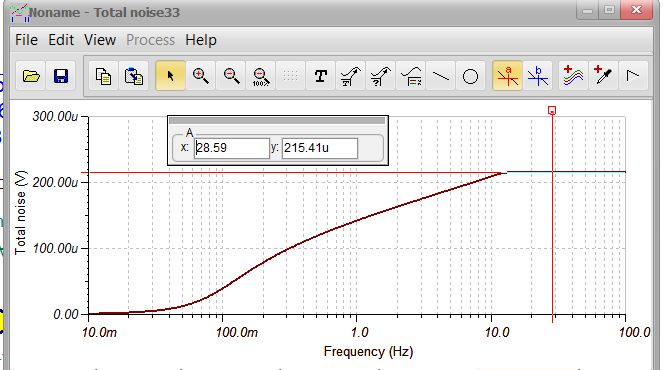 Noname - Total noise33
File Edit View Process Help
T 100% ? a b
300.00u
A
x: 28.59 y: 215.41u
200.00u
Total noise (V)
100.00u
0.00
10.0m 100.0m 1.0 10.0 100.0
Frequency (Hz)